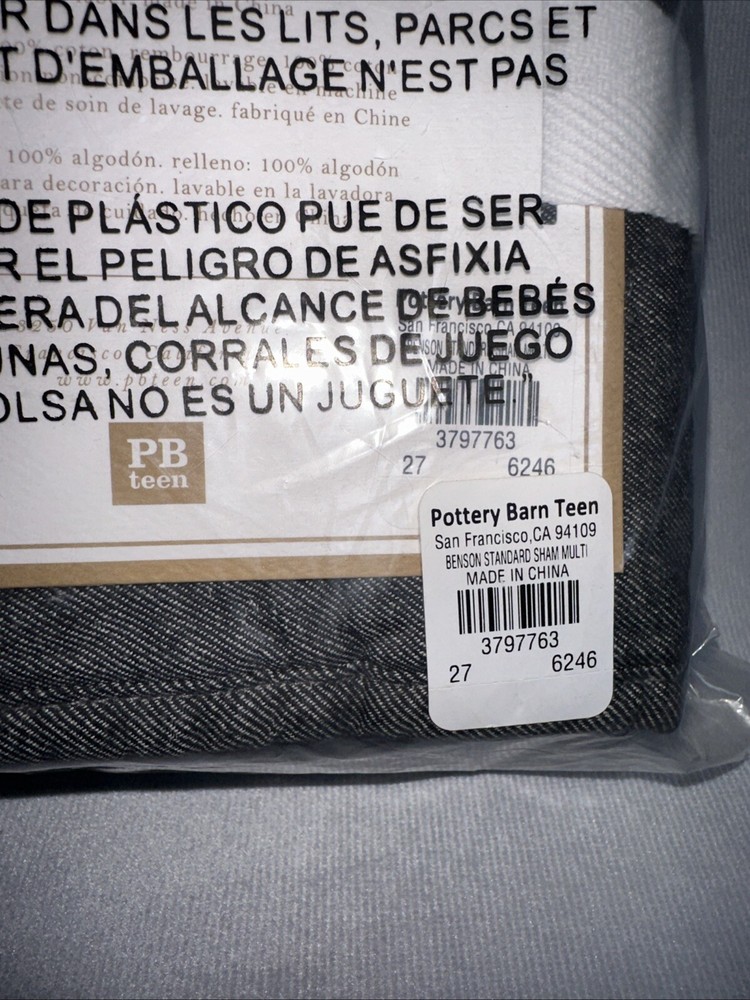 R DANS LES LITS, PARCS ET
T D'EMBALLAGE N'EST PAS
te de soin de lavage. fabriqué en Chine
100% algodón. relleno: 100% algodón
ara decoración. lavable en la lavadora
DE PLÁSTICO PUE DE SER
R EL PELIGRO DE ASFIXIA
ERA DEL ALCANCE DE BEBÉS
UNAS, CORRALES DE JUEGO
www.pbteen.com
OLSA NO ES UN JUGUETE."
Pottery Barn Teen
San Francisco,CA 94109
MADE IN CHINA
3797763
27 6246
PB
teen
Pottery Barn Teen
San Francisco,CA 94109
BENSON STANDARD SHAM MULTI
MADE IN CHINA
3797763
27 6246